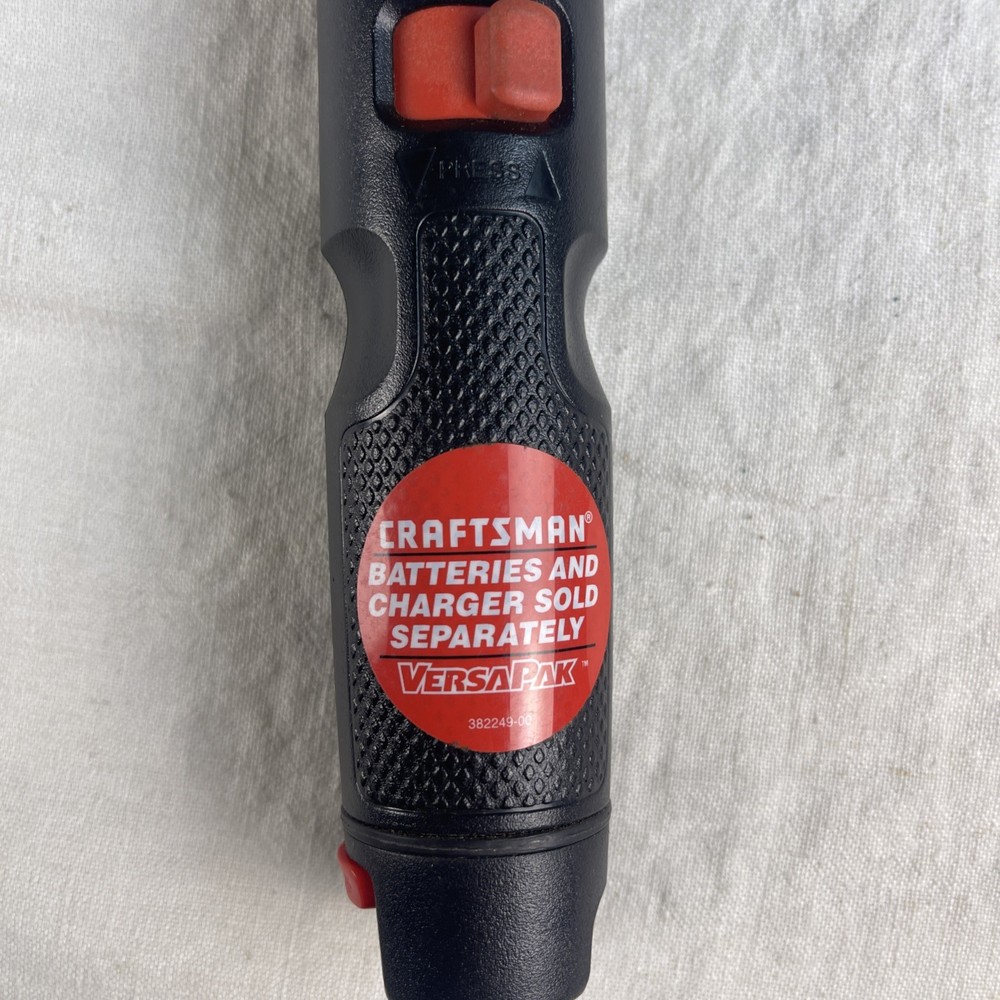 PRESS
CRAFTSMAN®
BATTERIES AND
CHARGER SOLD
SEPARATELY
VERSAPAK™
382249-00